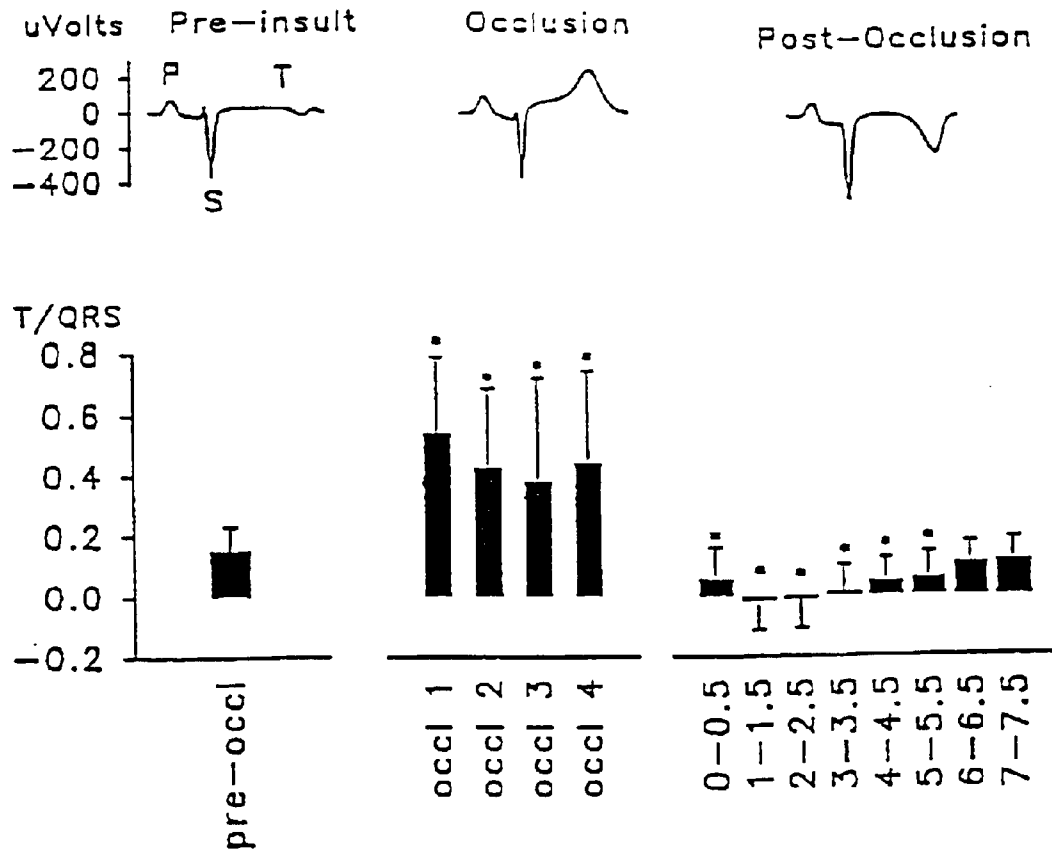 uVolts Pre-insult Occlusion Post-Occlusion
P T
200
0
-200
-400
S
T/QRS
0.8
0.6
0.4
0.2
0.0
-0.2
pre-occl
occl 1
occl 2
occl 3
occl 4
0-0.5
1-1.5
2-2.5
3-3.5
4-4.5
5-5.5
6-6.5
7-7.5